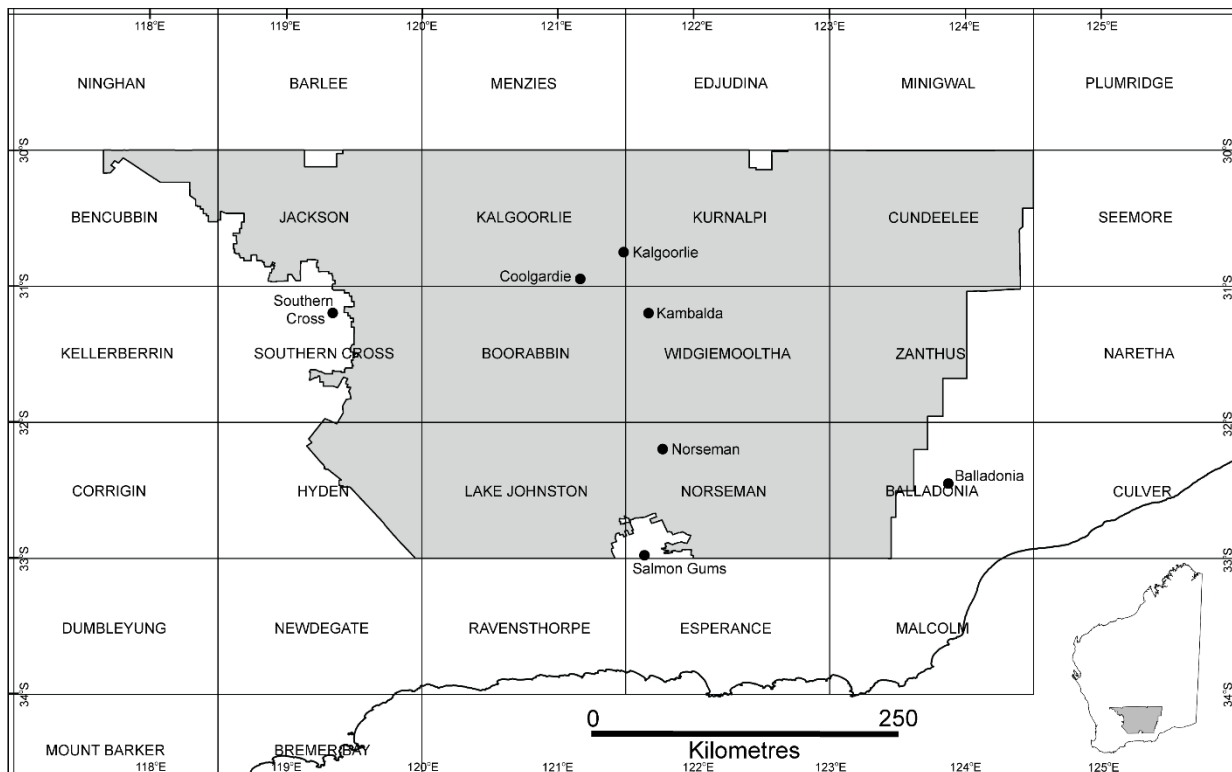 118°E 119°E 120°E 121°E 122°E 123°E 124°E 125°E
NINGHAN BARLEE MENZIES EDJUDINA MINIGWAL PLUMRIDGE
30°S 30°S
BENCUBBIN JACKSON KALGOORLIE KURNALPI CUNDEELEE SEEMORE
Kalgoorlie
Coolgardie
31°S 31°S
Southern
Cross
Kambalda
KELLERBERRIN SOUTHERN CROSS BOORABBIN WIDGIEMOOLTHA ZANTHUS NARETHA
32°S 32°S
Norseman
Balladonia
CORRIGIN HYDEN LAKE JOHNSTON NORSEMAN BALLADONIA CULVER
33°S 33°S
Salmon Gums
DUMBLEYUNG NEWDEGATE RAVENSTHORPE ESPERANCE MALCOLM
34°S 34°S
0 250
Kilometres
MOUNT BARKER BREMER BAY
118°E 119°E 120°E 121°E 122°E 123°E 124°E 125°E